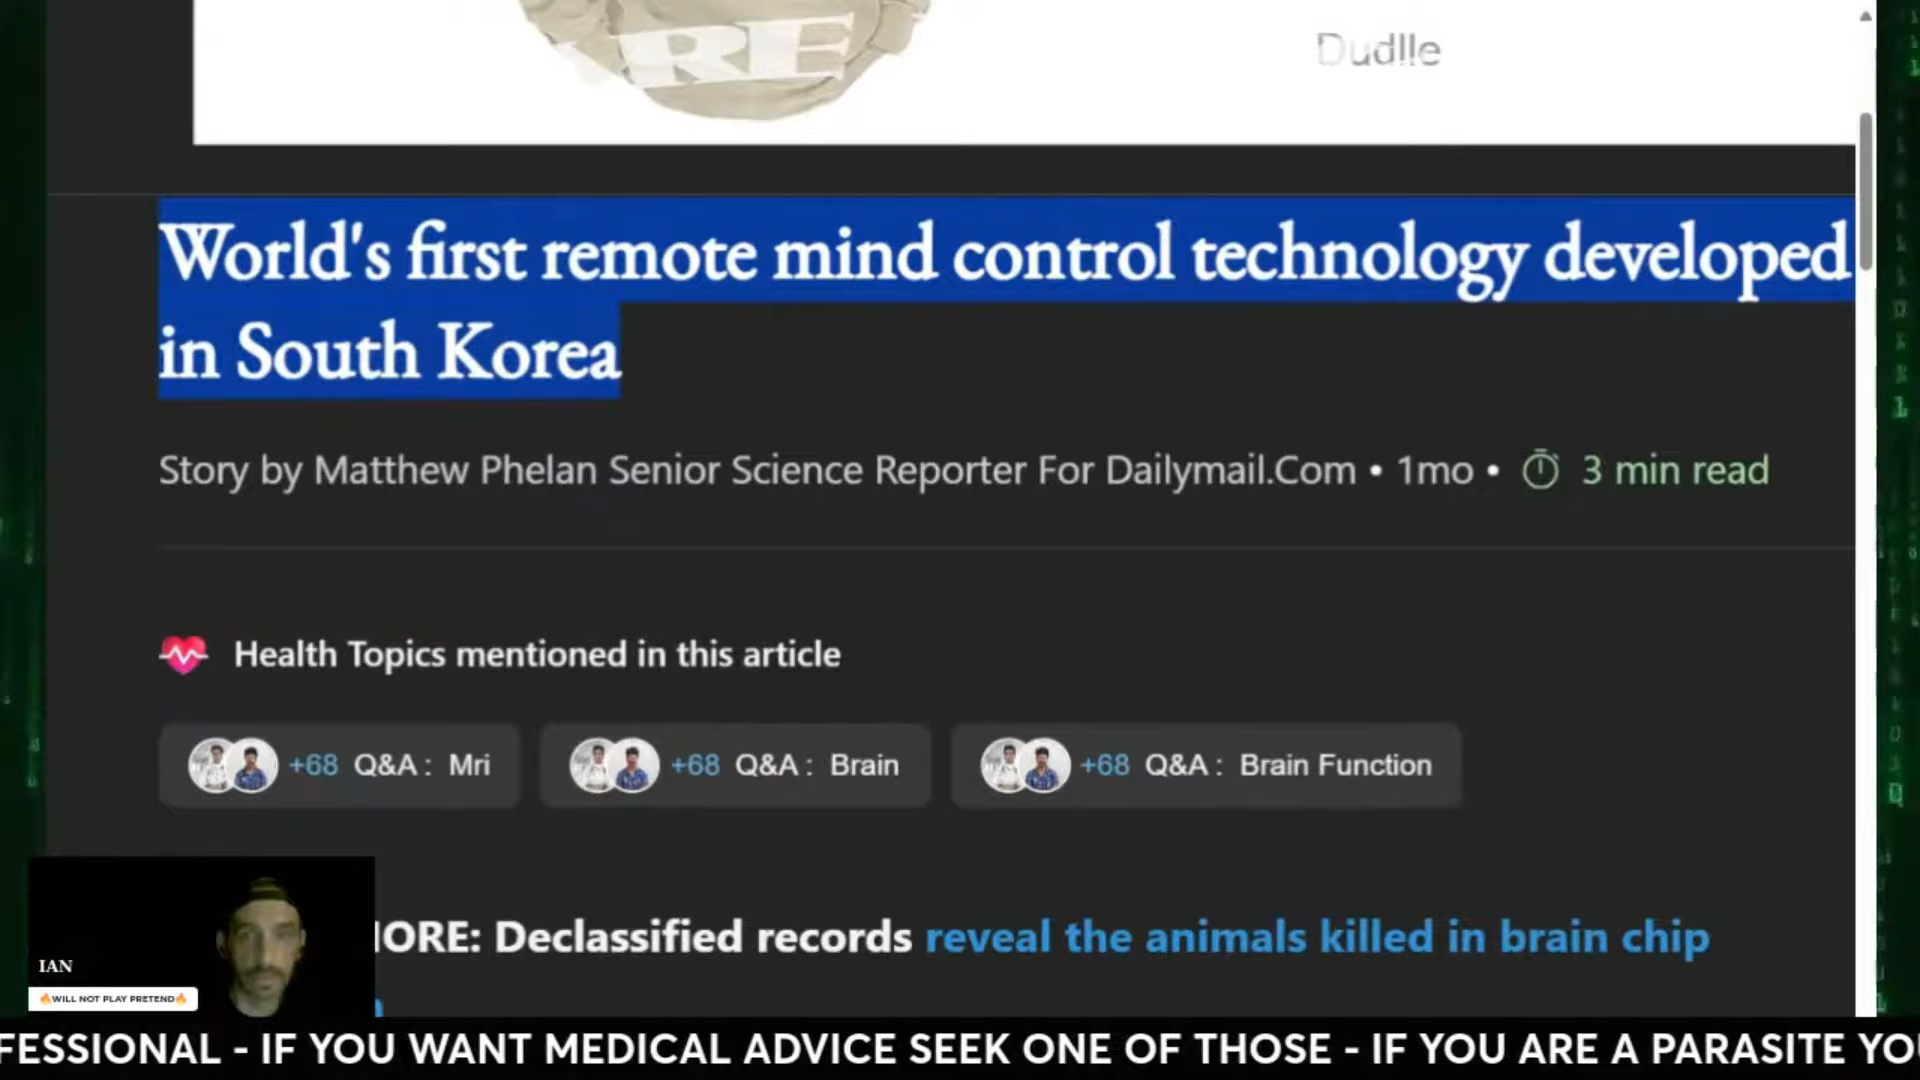 RE
Dudlle
World's first remote mind control technology developed
in South Korea
Story by Matthew Phelan Senior Science Reporter For Dailymail.Com • 1mo • 3 min read
Health Topics mentioned in this article
+68 Q&A : Mri
+68 Q&A : Brain
+68 Q&A : Brain Function
ORE: Declassified records reveal the animals killed in brain chip
IAN
🔥WILL NOT PLAY PRETEND🔥
FESSIONAL - IF YOU WANT MEDICAL ADVICE SEEK ONE OF THOSE - IF YOU ARE A PARASITE YO